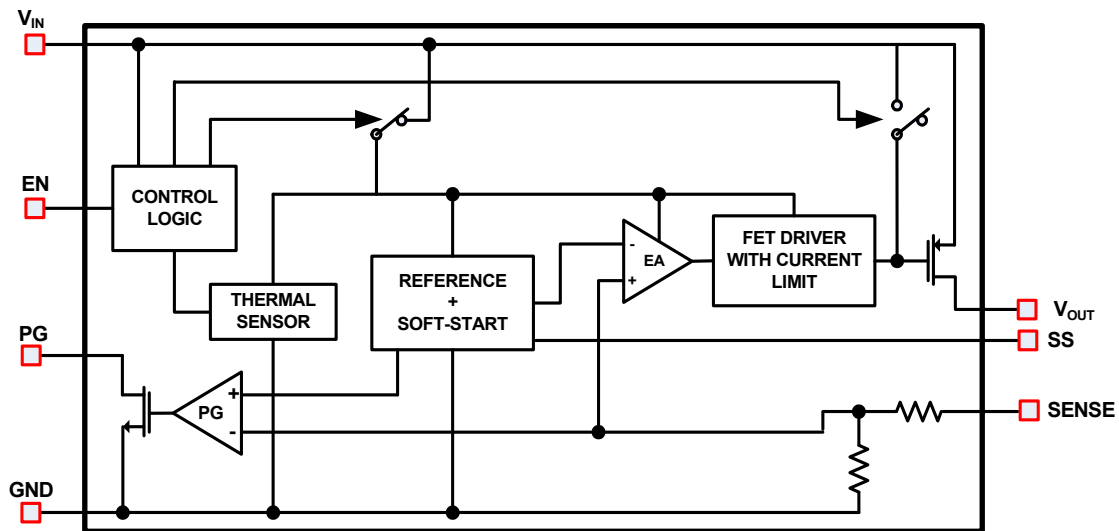 VIN
EN
CONTROL
LOGIC
-
EA
+
FET DRIVER
WITH CURRENT
LIMIT
REFERENCE
+
SOFT-START
THERMAL
SENSOR
VOUT
SS
PG
+
PG
-
SENSE
GND